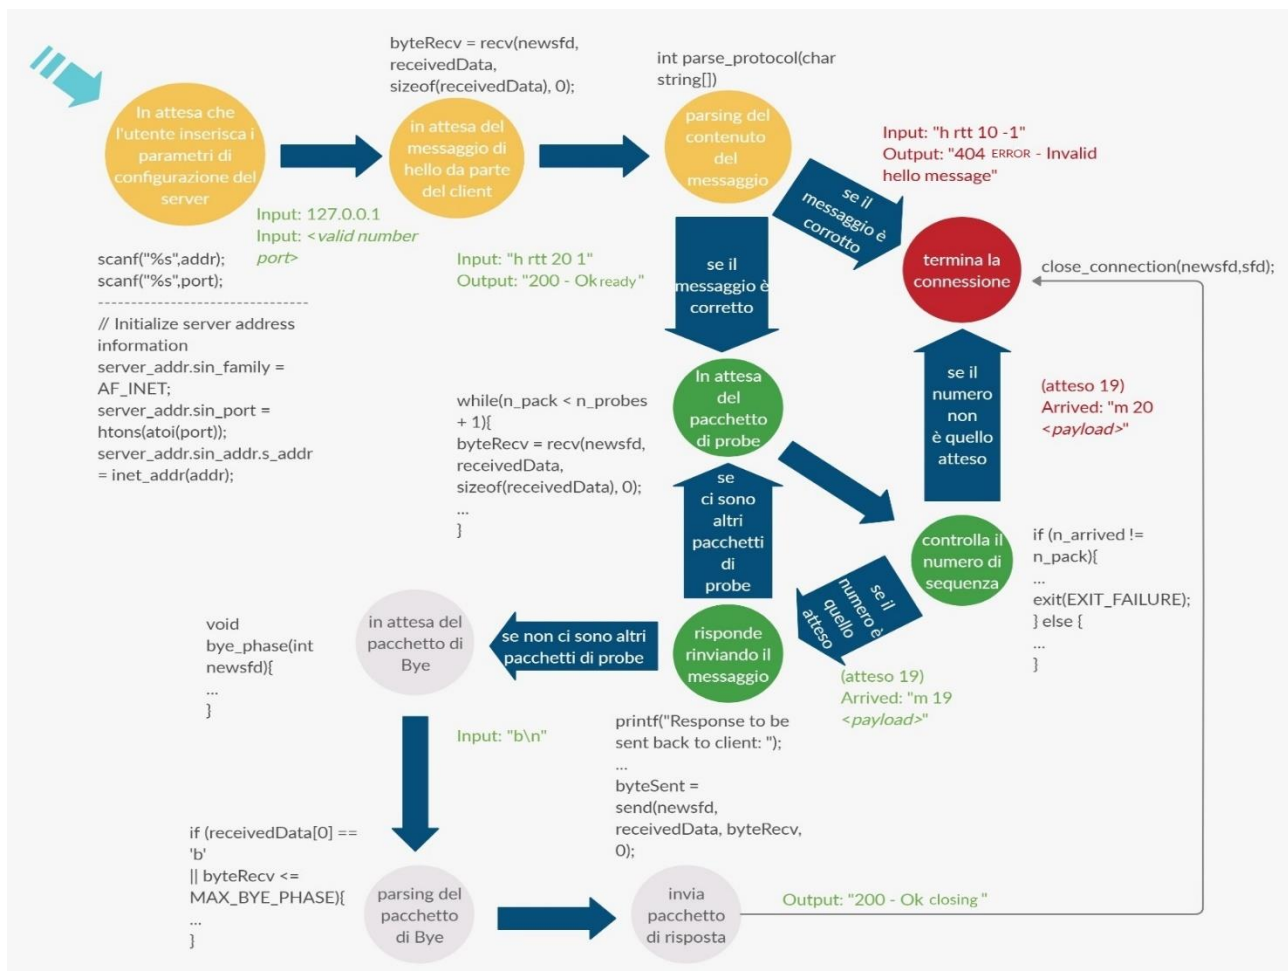 byteRecv = recv(newsfd,
receivedData,
sizeof(receivedData), 0);
int parse_protocol(char
string[])
In attesa che
l'utente inserisca i
parametri di
configurazione del
server
in attesa del
messaggio di
hello da parte
del client
parsing del
contenuto
del
messaggio
Input: "h rtt 10 -1"
Output: "404 ERROR - Invalid
hello message"
se il
messaggio è
corrotto
Input: 127.0.0.1
Input: <valid number
port>
scanf("%s",addr);
scanf("%s",port);
-------------------------------
// Initialize server address
information
server_addr.sin_family =
AF_INET;
server_addr.sin_port =
htons(atoi(port));
server_addr.sin_addr.s_addr
= inet_addr(addr);
Input: "h rtt 20 1"
Output: "200 - Ok ready"
se il
messaggio è
corretto
termina la
connessione
close_connection(newsfd,sfd);
In attesa
del
pacchetto
di probe
while(n_pack < n_probes
+ 1){
byteRecv = recv(newsfd,
receivedData,
sizeof(receivedData), 0);
...
}
se il
numero
non
è quello
atteso
(atteso 19)
Arrived: "m 20
<payload>"
se
ci sono
altri
pacchetti
di
probe
controlla il
numero di
sequenza
if (n_arrived !=
n_pack){
...
exit(EXIT_FAILURE);
} else {
...
}
se il
numero è
quello
atteso
(atteso 19)
Arrived: "m 19
<payload>"
risponde
rinviando il
messaggio
se non ci sono altri
pacchetti di probe
in attesa del
pacchetto di
Bye
void
bye_phase(int
newsfd){
...
}
Input: "b\n"
printf("Response to be
sent back to client: ");
...
byteSent =
send(newsfd,
receivedData, byteRecv,
0);
if (receivedData[0] ==
'b'
|| byteRecv <=
MAX_BYE_PHASE){
...
}
parsing del
pacchetto
di Bye
invia
pacchetto
di risposta
Output: "200 - Ok closing "